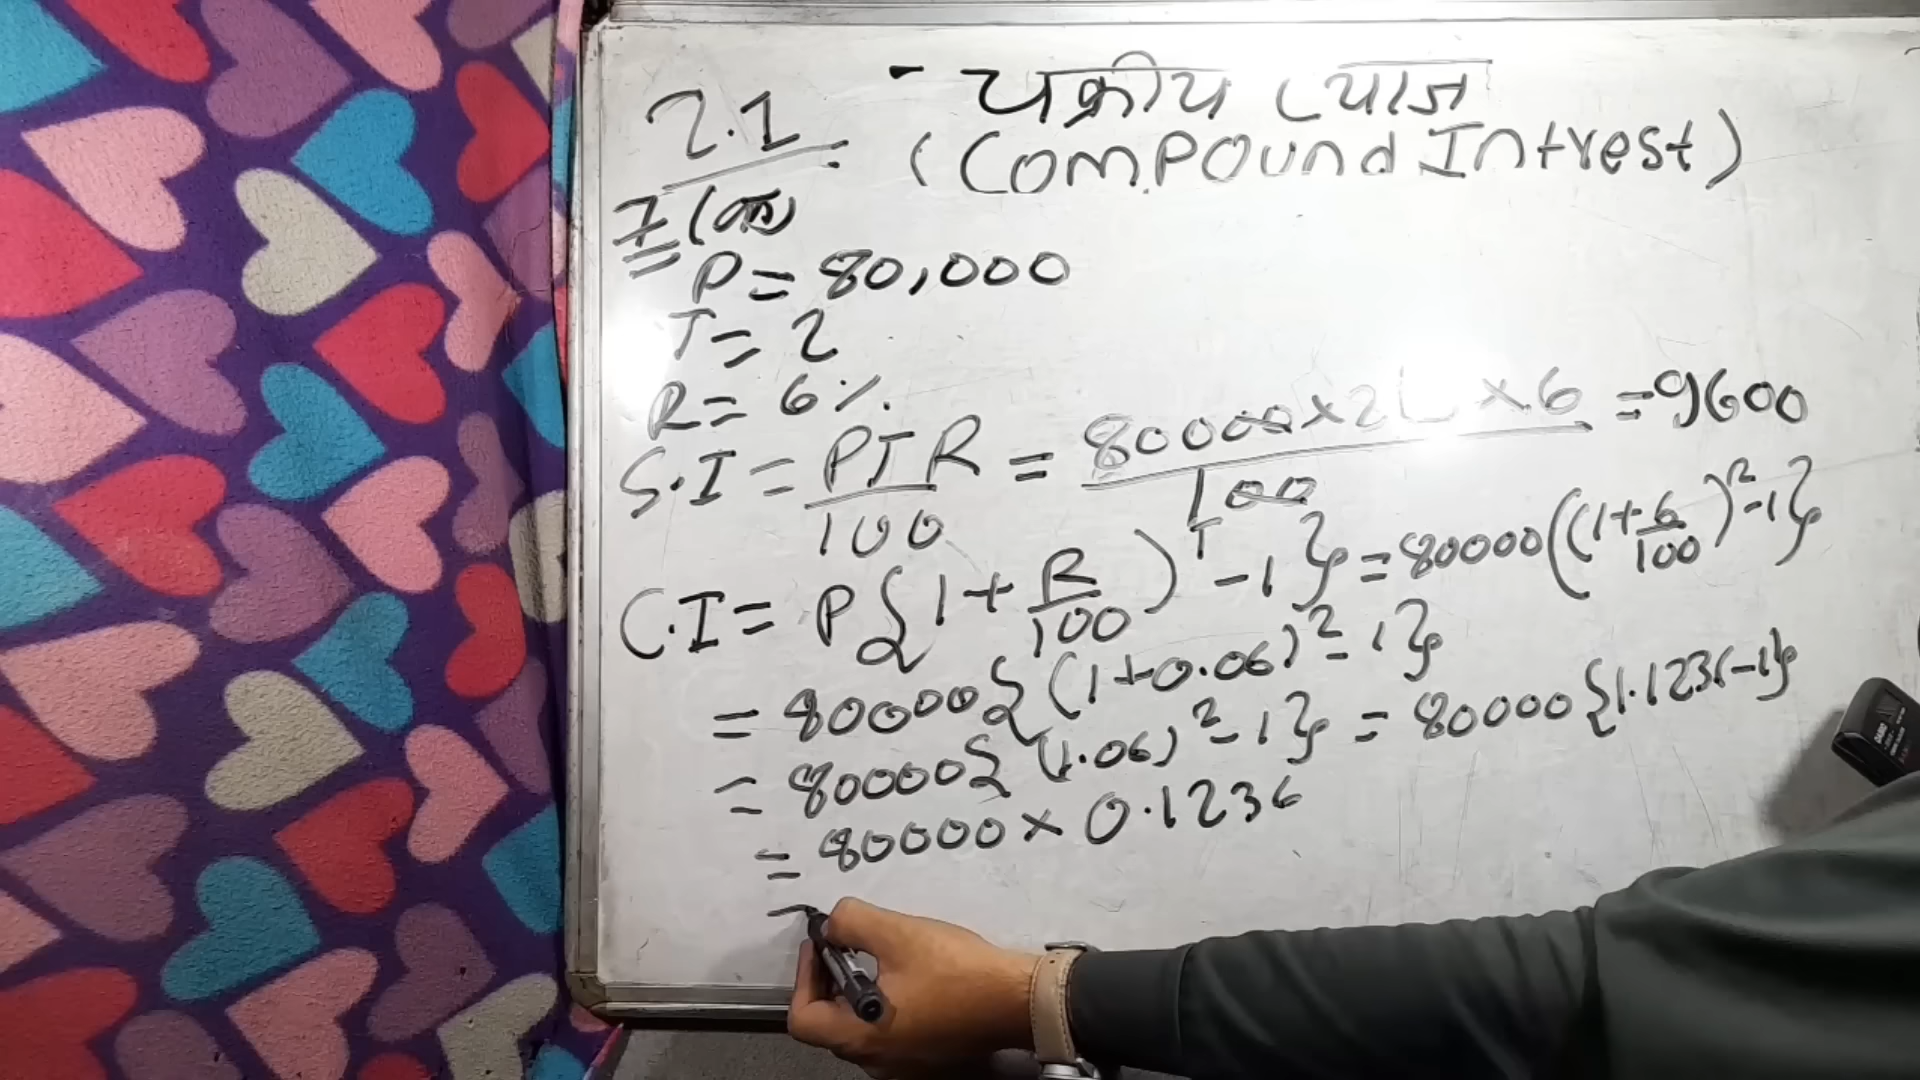 2.1 - चक्रीय ब्याज
(Compound Intrest)
7 (क)
P = 80,000
T = 2
R = 6%.
S.I = PTR/100 = 80000×2 ×6/100 = 9600
C.I = P{1+R/100)^T -1} = 80000((1+6/100)^2 -1}
= 80000{(1+0.06)^2 -1}
= 80000{(1.06)^2 -1} = 80000{1.1236-1}
= 80000 × 0.1236